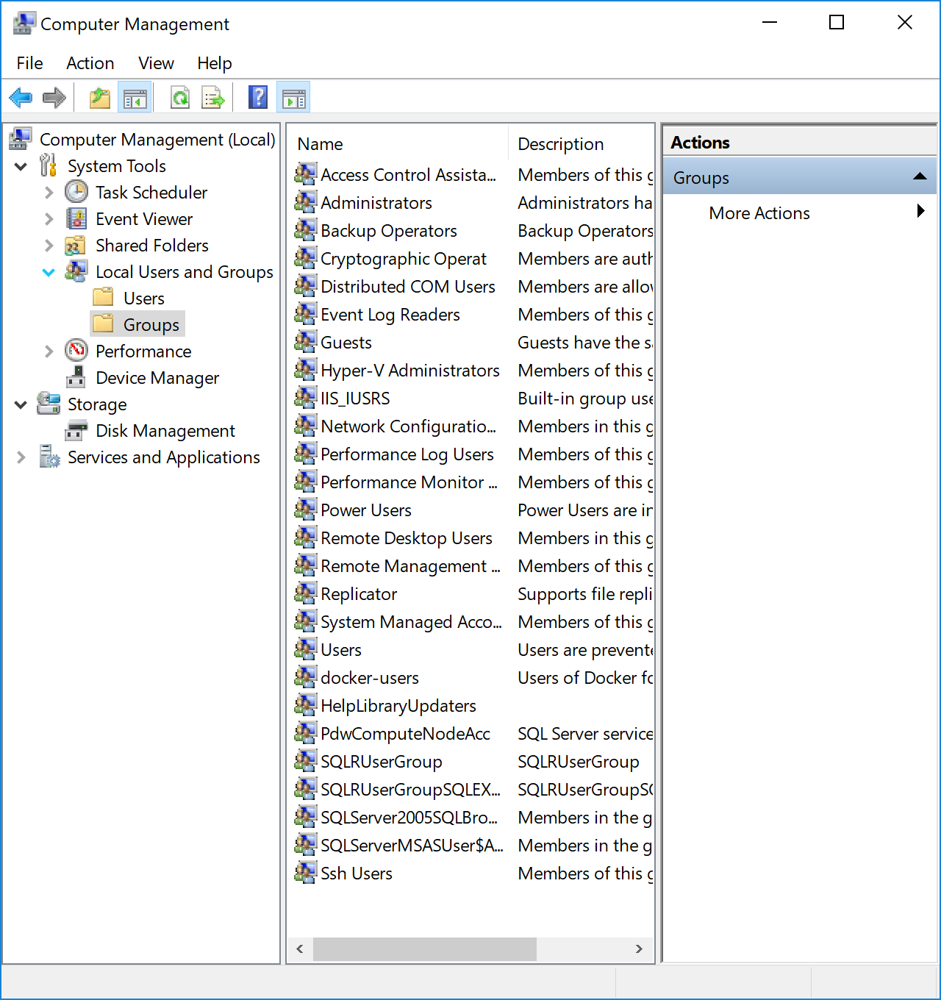 Computer Management
File Action View Help
Computer Management (Local)
System Tools
Task Scheduler
Event Viewer
Shared Folders
Local Users and Groups
Users
Groups
Performance
Device Manager
Storage
Disk Management
Services and Applications
Name Description
Access Control Assista... Members of this g
Administrators Administrators ha
Backup Operators Backup Operators
Cryptographic Operat Members are auth
Distributed COM Users Members are allo
Event Log Readers Members of this g
Guests Guests have the sa
Hyper-V Administrators Members of this g
IIS_IUSRS Built-in group use
Network Configuratio... Members in this g
Performance Log Users Members of this g
Performance Monitor ... Members of this g
Power Users Power Users are in
Remote Desktop Users Members in this g
Remote Management ... Members of this g
Replicator Supports file repli
System Managed Acco... Members of this g
Users Users are prevente
docker-users Users of Docker fo
HelpLibraryUpdaters
PdwComputeNodeAcc SQL Server service
SQLRUserGroup SQLRUserGroup
SQLRUserGroupSQLEX... SQLRUserGroupSQ
SQLServer2005SQLBro... Members in the g
SQLServerMSASUser$A... Members in the g
Ssh Users Members of this g
Actions
Groups
More Actions